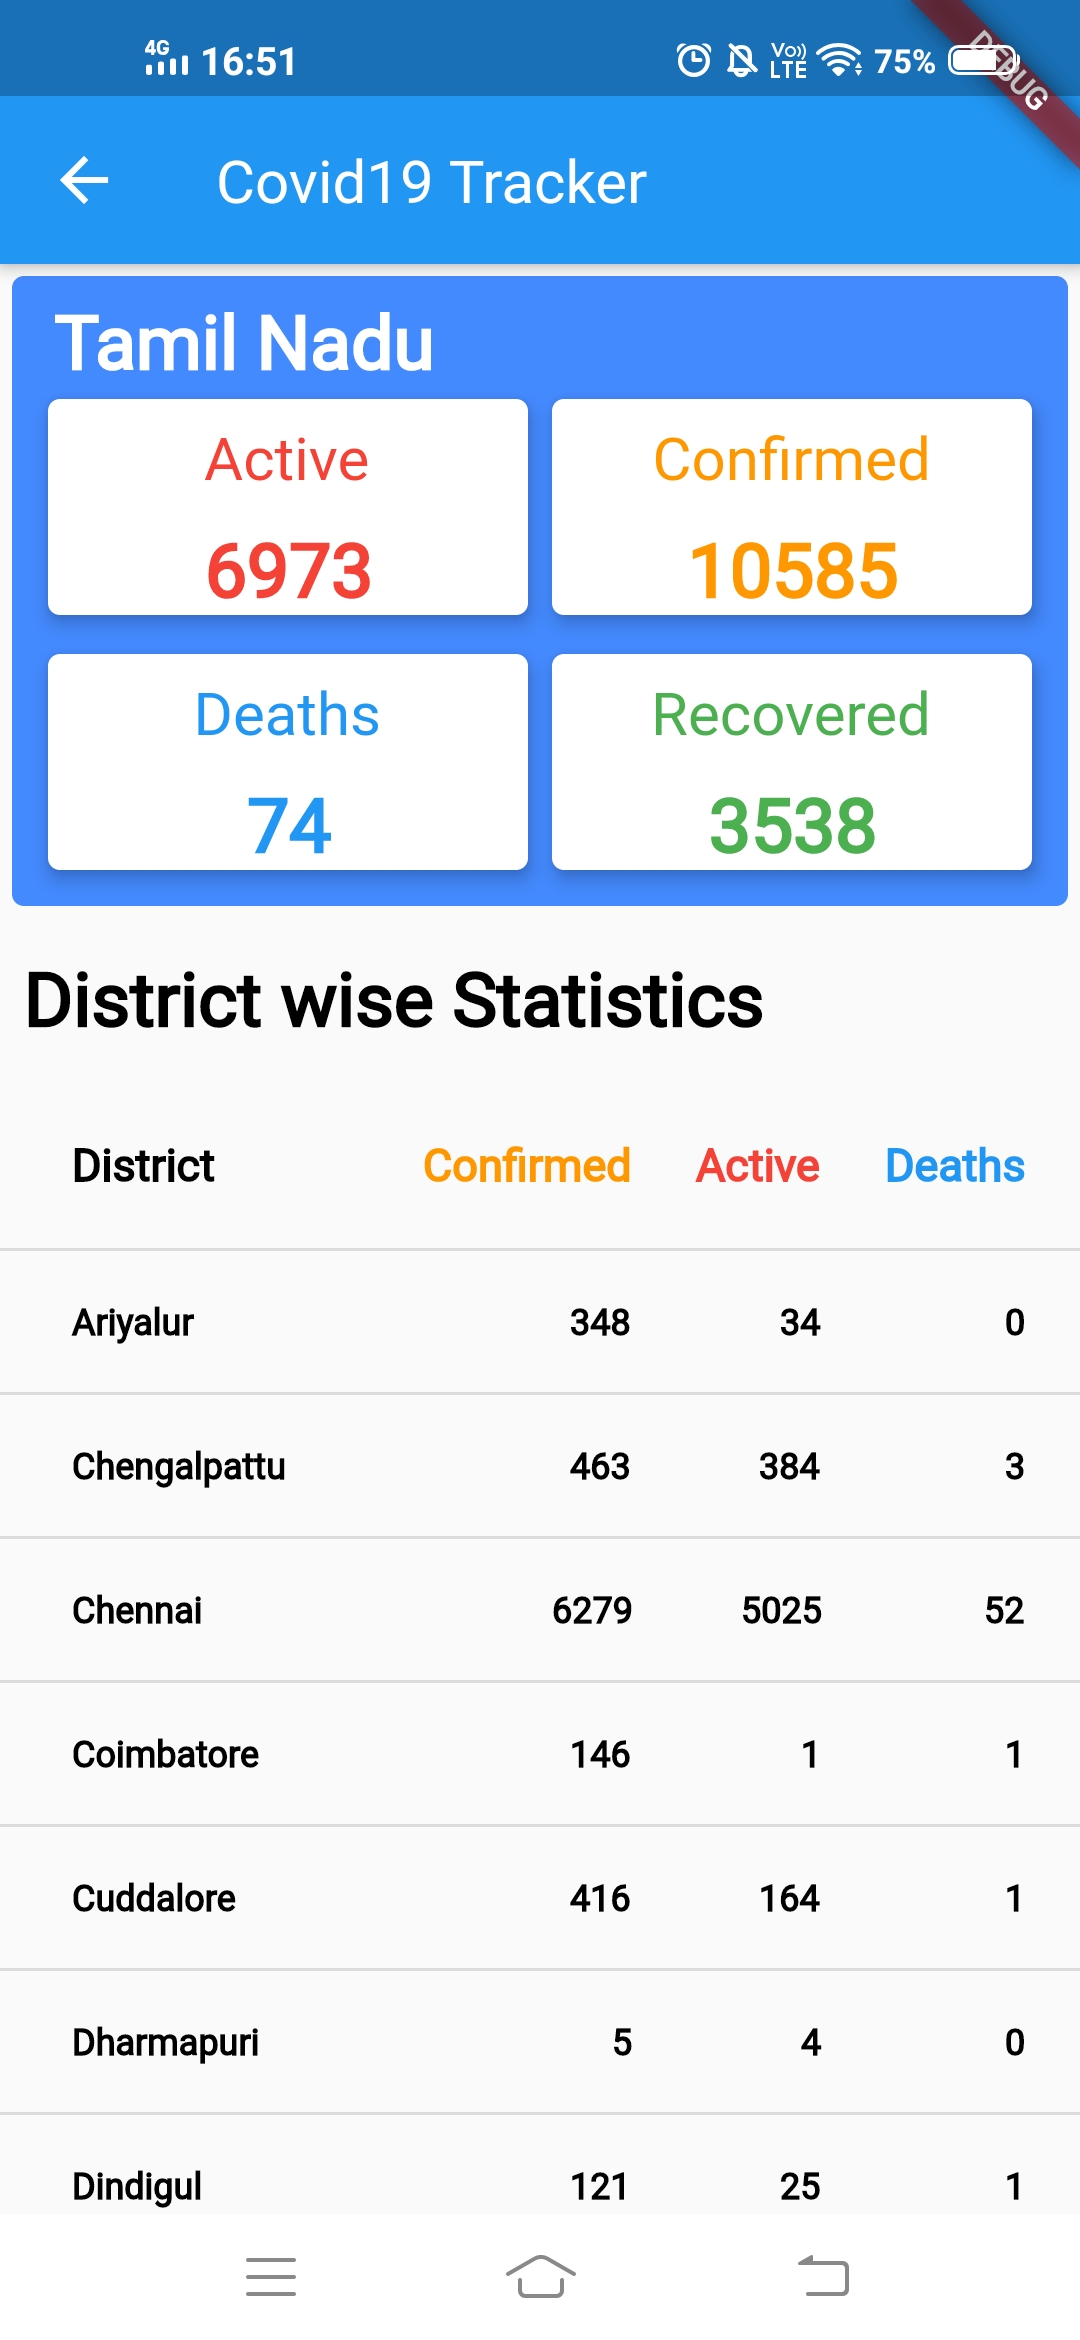 4G 16:51 Vo)) LTE 75% DEBUG
Covid19 Tracker
Tamil Nadu
Active Confirmed
6973 10585
Deaths Recovered
74 3538
District wise Statistics
District Confirmed Active Deaths
Ariyalur 348 34 0
Chengalpattu 463 384 3
Chennai 6279 5025 52
Coimbatore 146 1 1
Cuddalore 416 164 1
Dharmapuri 5 4 0
Dindigul 121 25 1